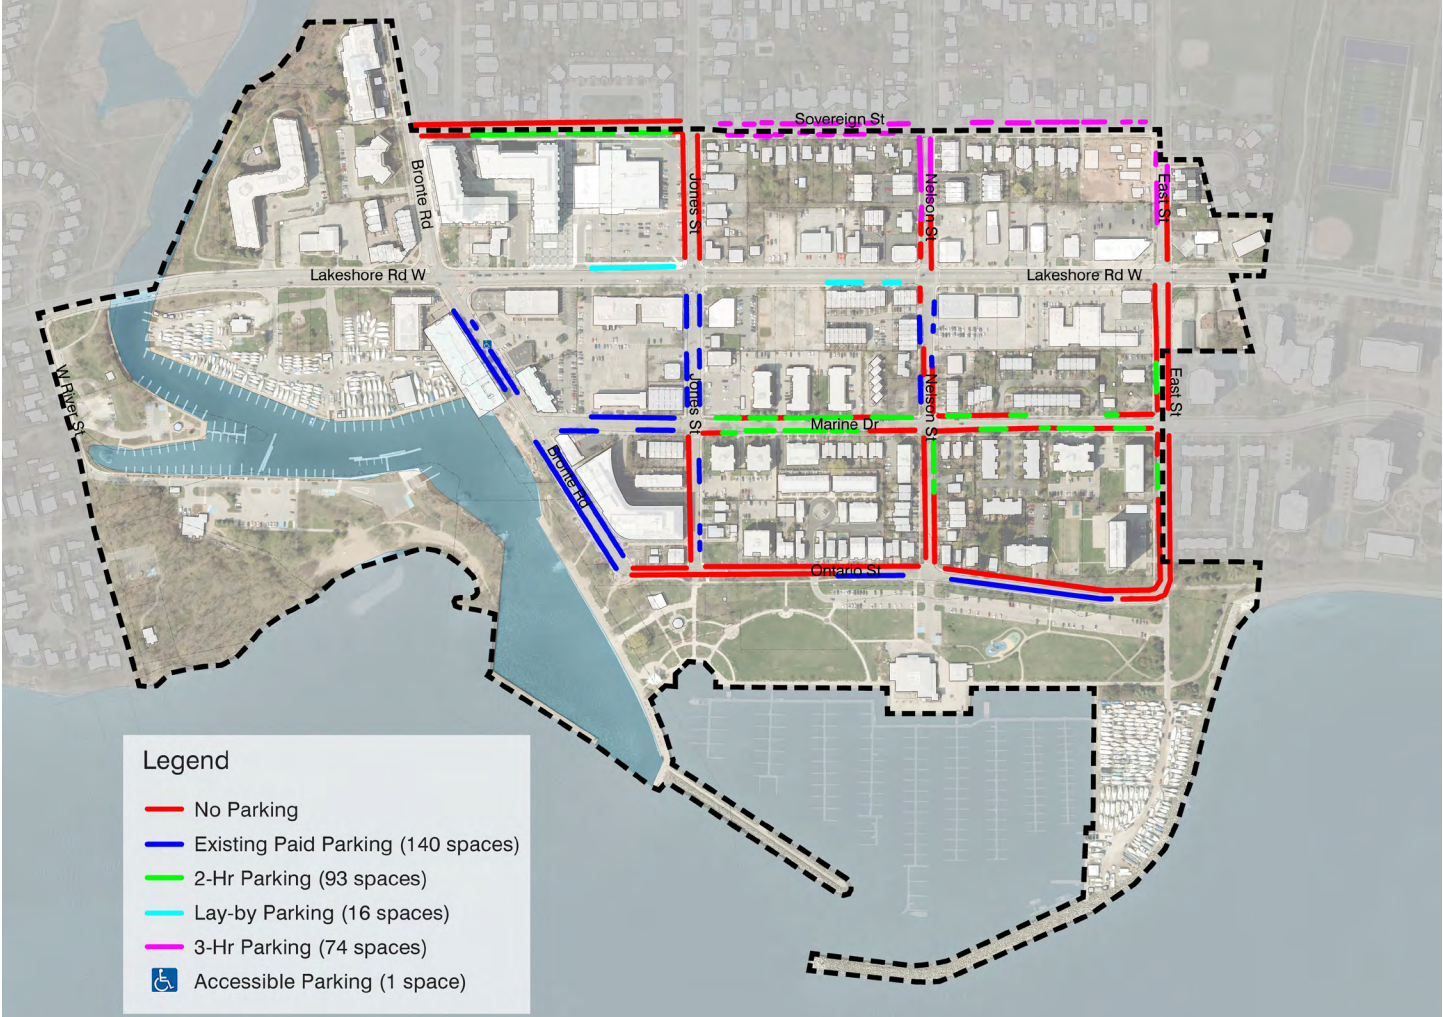 Sovereign St
Bronte Rd
Jones St
Nelson St
East St
Lakeshore Rd W
Lakeshore Rd W
W River St
Jones St
Nelson St
East St
Marine Dr
Bronte Rd
Ontario St
Legend
No Parking
Existing Paid Parking (140 spaces)
2-Hr Parking (93 spaces)
Lay-by Parking (16 spaces)
3-Hr Parking (74 spaces)
Accessible Parking (1 space)